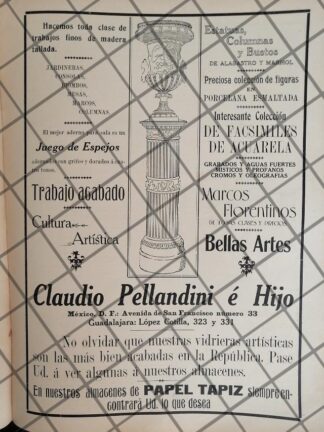 Hacemos toda clase de
trabajos finos de madera
tallada.
JARDINERAS,
CONSOLAS,
BIOMBOS,
MESAS,
MARCOS,
COLUMNAS.
El mejor adorno para sala es un
Juego de Espejos
Trabajo acabado
Cultura
Artística
Estatuas,
Columnas
y Bustos
DE ALABASTRO Y MARMOL
Preciosa colección de figuras
EN
PORCELANA ESMALTADA
Interesante Colección
DE FACSIMILES
DE ACUARELA
GRABADOS Y AGUAS FUERTES
MISTICOS Y PROFANOS
CROMOS Y OLEOGRAFIAS
Marcos
Florentinos
DE TODAS CLASES Y PRECIOS
Bellas Artes
Claudio Pellandini é Hijo
México, D. F.: Avenida de San Francisco número 33
Guadalajara: López Cotilla, 323 y 331
No olvidar que nuestras vidrieras artísticas
son las más bien acabadas en la República. Pase
Ud. á ver algunas a nuestros almacenes.
En nuestros almacenes de PAPEL TAPIZ siempre en-
contrará Ud. lo que desea